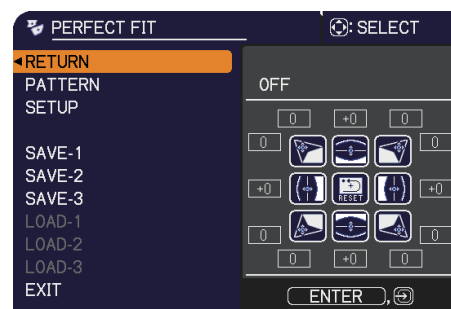 PERFECT FIT
: SELECT
RETURN
PATTERN
SETUP
SAVE-1
SAVE-2
SAVE-3
LOAD-1
LOAD-2
LOAD-3
EXIT
OFF
0 +0 0
0 0
+0 RESET +0
0 0
0 +0 0
ENTER ,